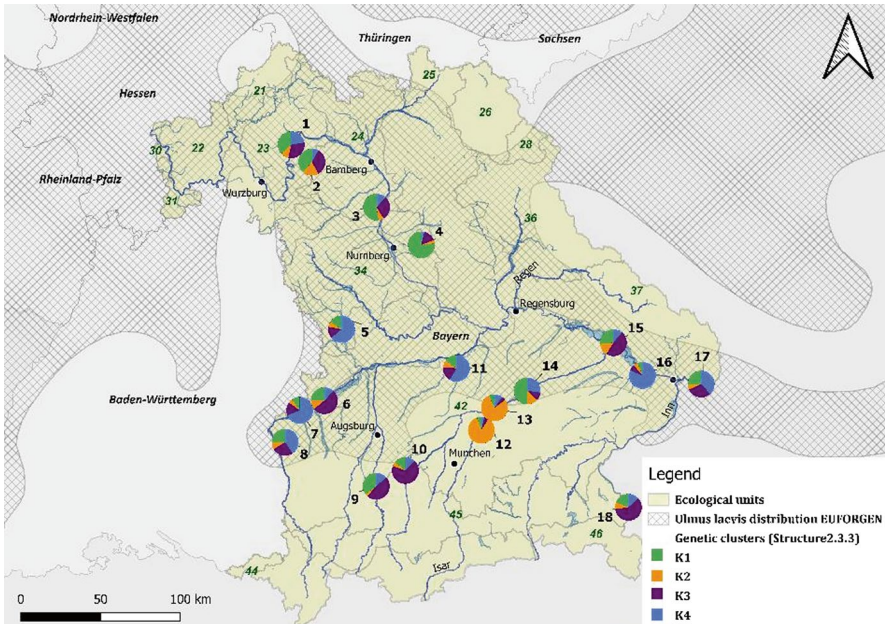 Nordrhein-Westfalen
Thüringen
Sachsen
Hessen
25
21
26
1
24
28
30
22
23
Bamberg
Rheinland-Pfalz
Wurzburg
2
31
3
36
4
Nurnberg
34
Regen
37
Regensburg
5
Bayern
15
11
14
16
17
Baden-Württemberg
6
42
13
Inn
7
Augsburg
12
8
10
Munchen
9
18
45
46
Isar
44
0 50 100 km
Legend
Ecological units
Ulmus laevis distribution EUFORGEN
Genetic clusters (Structure2.3.3)
K1
K2
K3
K4